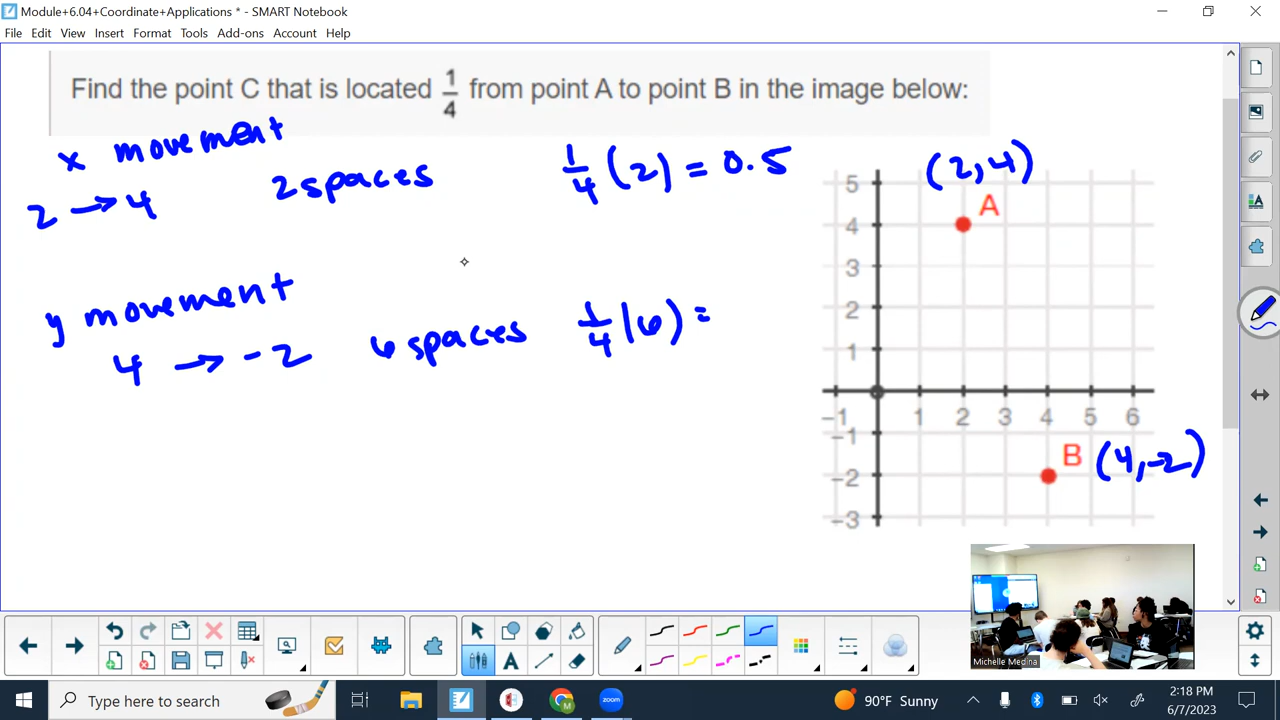 Module+6.04+Coordinate+Applications * - SMART Notebook
File Edit View Insert Format Tools Add-ons Account Help
Find the point C that is located 1/4 from point A to point B in the image below:
x movement
2 → 4 2 spaces 1/4 (2) = 0.5
y movement
4 → -2 6 spaces 1/4 (6) =
(2,4)
A
5
4
3
2
1
-1 1 2 3 4 5 6
-1
B (4,-2)
-2
-3
Michelle Medina
A
Type here to search
zoom
90°F Sunny
2:18 PM
6/7/2023